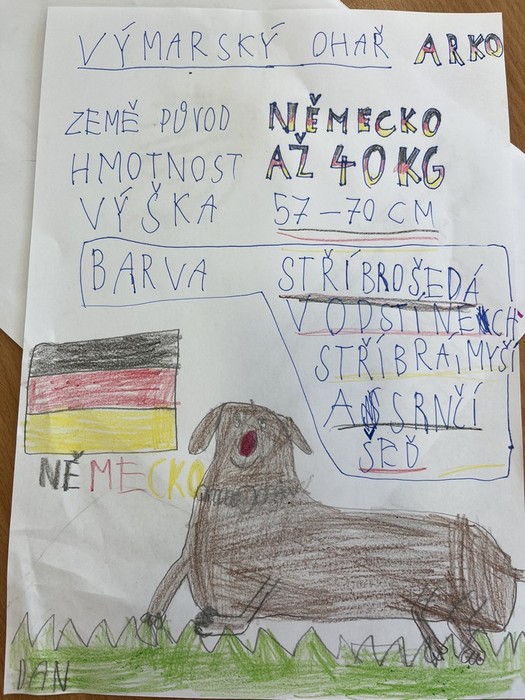 VÝMARSKÝ OHAŘ ARKO
ZEMĚ PŮVOD NĚMECKO
HMOTNOST AŽ 40 KG
VÝŠKA 57-70 CM
BARVA STŘÍBROŠEDÁ
V ODSTÍNECH
STŘÍBRA, MYŠÍ
A SRNČÍ
ŠEĎ
NĚMECKO
DAN